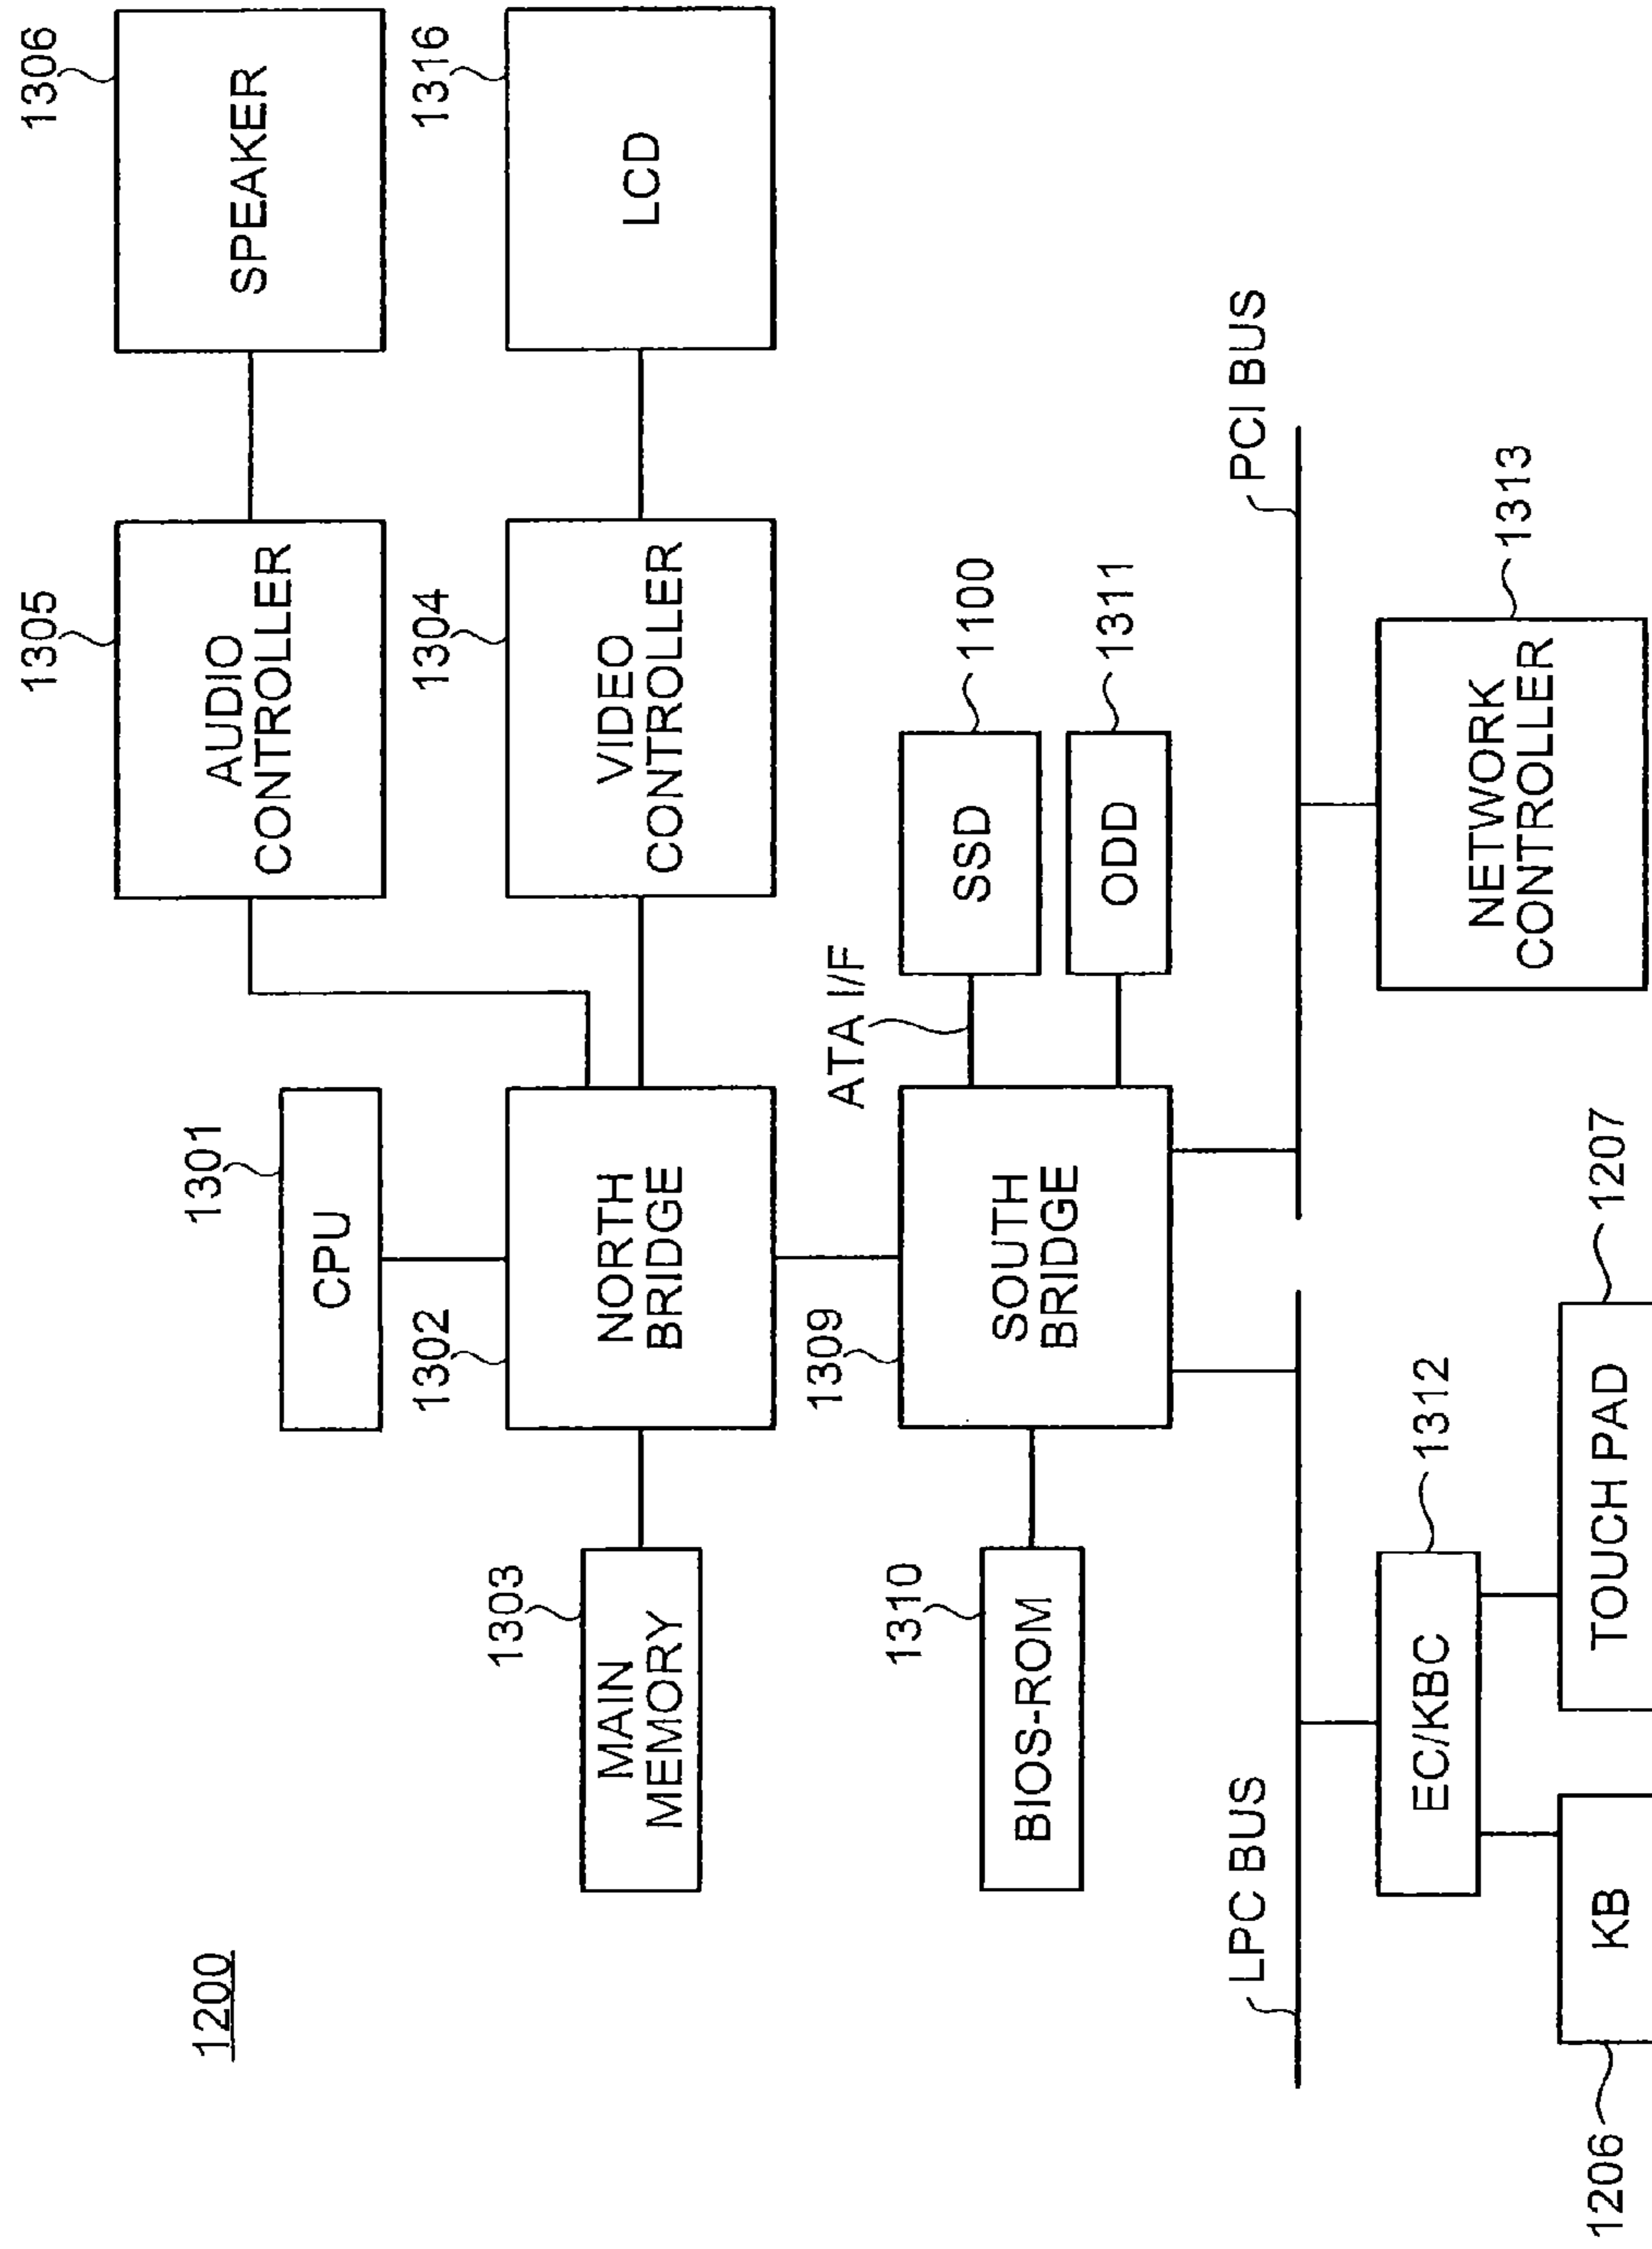 1200
1306
SPEAKER
1316
LCD
1305
AUDIO
CONTROLLER
1304
VIDEO
CONTROLLER
1301
CPU
1302
NORTH
BRIDGE
1303
MAIN
MEMORY
1309
SOUTH
BRIDGE
ATA I/F
SSD
1100
ODD
1311
1310
BIOS-ROM
LPC BUS
PCI BUS
1312
EC/KBC
NETWORK
CONTROLLER
1313
1206
KB
TOUCH PAD
1207